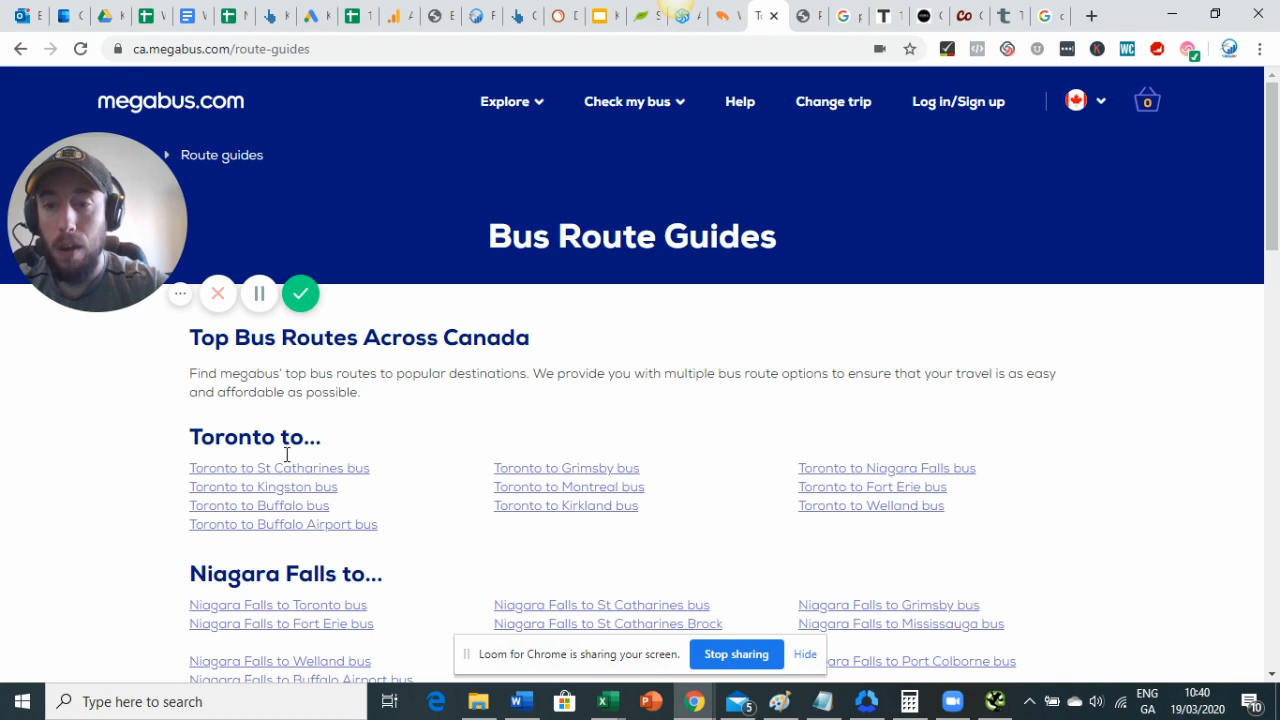 ca.megabus.com/route-guides
megabus.com
Explore
Check my bus
Help
Change trip
Log in/Sign up
0
Route guides
Bus Route Guides
Top Bus Routes Across Canada
Find megabus' top bus routes to popular destinations. We provide you with multiple bus route options to ensure that your travel is as easy
and affordable as possible.
Toronto to...
Toronto to St Catharines bus
Toronto to Grimsby bus
Toronto to Niagara Falls bus
Toronto to Kingston bus
Toronto to Montreal bus
Toronto to Fort Erie bus
Toronto to Buffalo bus
Toronto to Kirkland bus
Toronto to Welland bus
Toronto to Buffalo Airport bus
Niagara Falls to...
Niagara Falls to Toronto bus
Niagara Falls to St Catharines bus
Niagara Falls to Grimsby bus
Niagara Falls to Fort Erie bus
Niagara Falls to St Catharines Brock
Niagara Falls to Mississauga bus
Loom for Chrome is sharing your screen.
Stop sharing
Hide
Niagara Falls to Welland bus
Falls to Port Colborne bus
Niagara Falls to Buffalo Airport bus
Type here to search
5
ENG
GA
10:40
19/03/2020
10